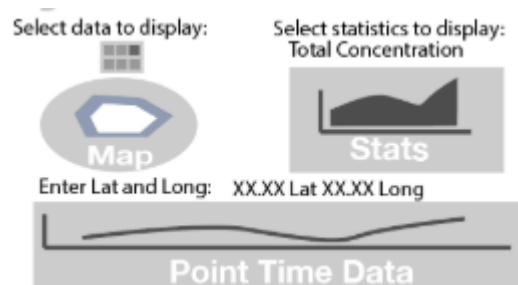 Select data to display:
Select statistics to display:
Total Concentration
Map
Stats
Enter Lat and Long: XX.XX Lat XX.XX Long
Point Time Data